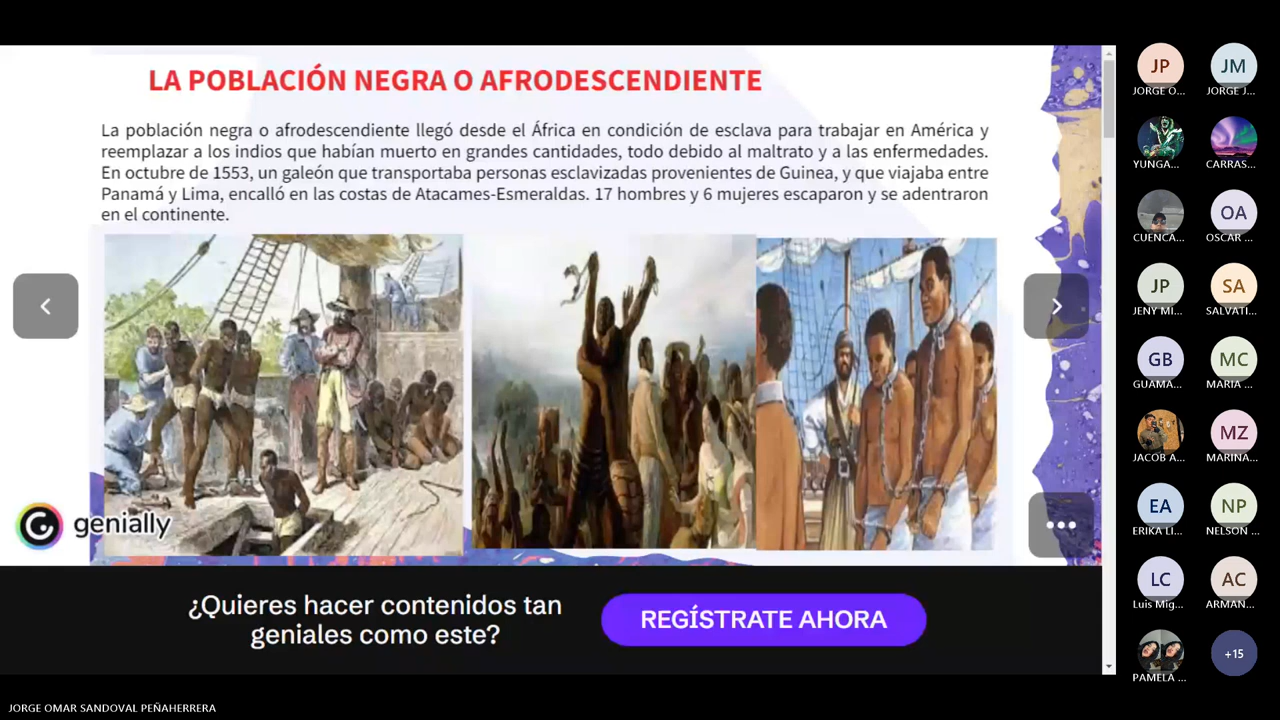 LA POBLACIÓN NEGRA O AFRODESCENDIENTE
La población negra o afrodescendiente llegó desde el África en condición de esclava para trabajar en América y
reemplazar a los indios que habían muerto en grandes cantidades, todo debido al maltrato y a las enfermedades.
En octubre de 1553, un galeón que transportaba personas esclavizadas provenientes de Guinea, y que viajaba entre
Panamá y Lima, encalló en las costas de Atacames-Esmeraldas. 17 hombres y 6 mujeres escaparon y se adentraron
en el continente.
genially
¿Quieres hacer contenidos tan
geniales como este?
REGÍSTRATE AHORA
JORGE OMAR SANDOVAL PEÑAHERRERA
JP
JORGE O...
JM
JORGE J...
YUNGA...
CARRAS...
CUENCA...
OA
OSCAR ...
JP
JENY MI...
SA
SALVATI...
GB
GUAMA...
MC
MARIA ...
JACOB A...
MZ
MARINA...
EA
ERIKA LI...
NP
NELSON ...
LC
Luis Mig...
AC
ARMAN...
PAMELA ...
+15